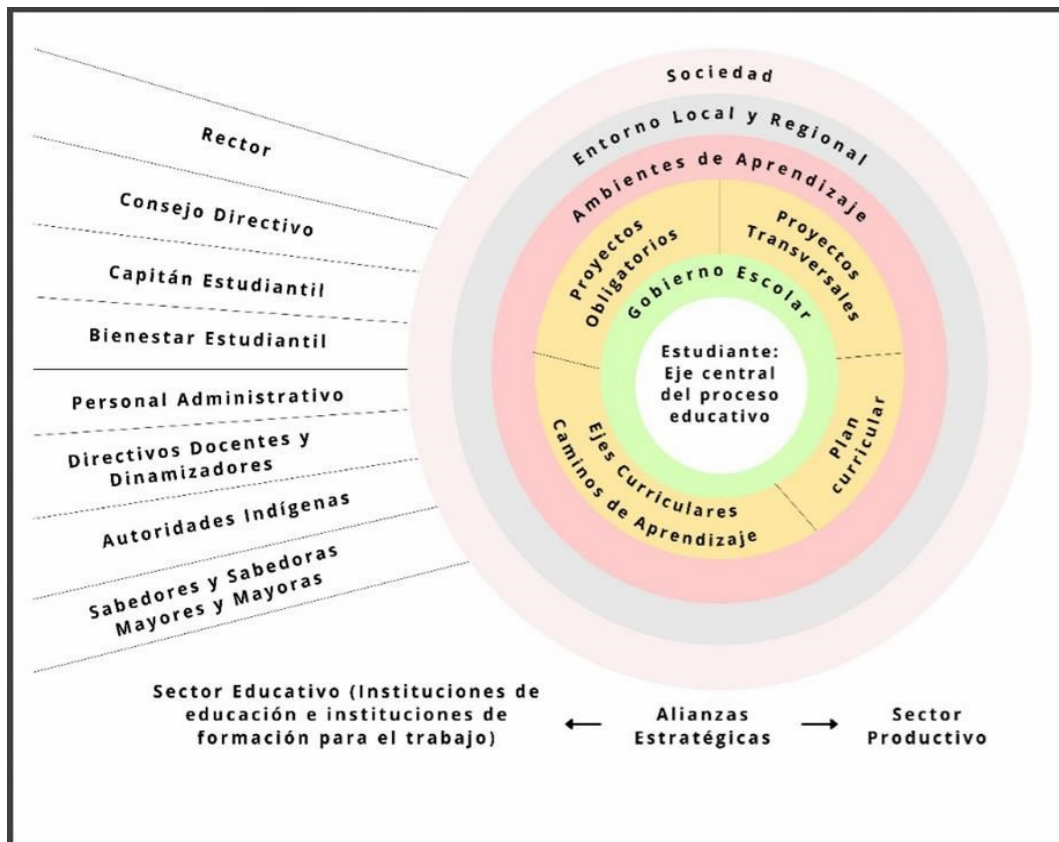 Sociedad
Entorno Local y Regional
Ambientes de Aprendizaje
Proyectos
Obligatorios
Proyectos
Transversales
Gobierno Escolar
Estudiante:
Eje central
del proceso
educativo
Plan
curricular
Ejes Curriculares
Caminos de Aprendizaje
Rector
Consejo Directivo
Capitán Estudiantil
Bienestar Estudiantil
Personal Administrativo
Directivos Docentes y
Dinamizadores
Autoridades Indígenas
Sabedores y Sabedoras
Mayores y Mayoras
Sector Educativo (Instituciones de
educación e instituciones de
formación para el trabajo)
Alianzas
Estratégicas
Sector
Productivo